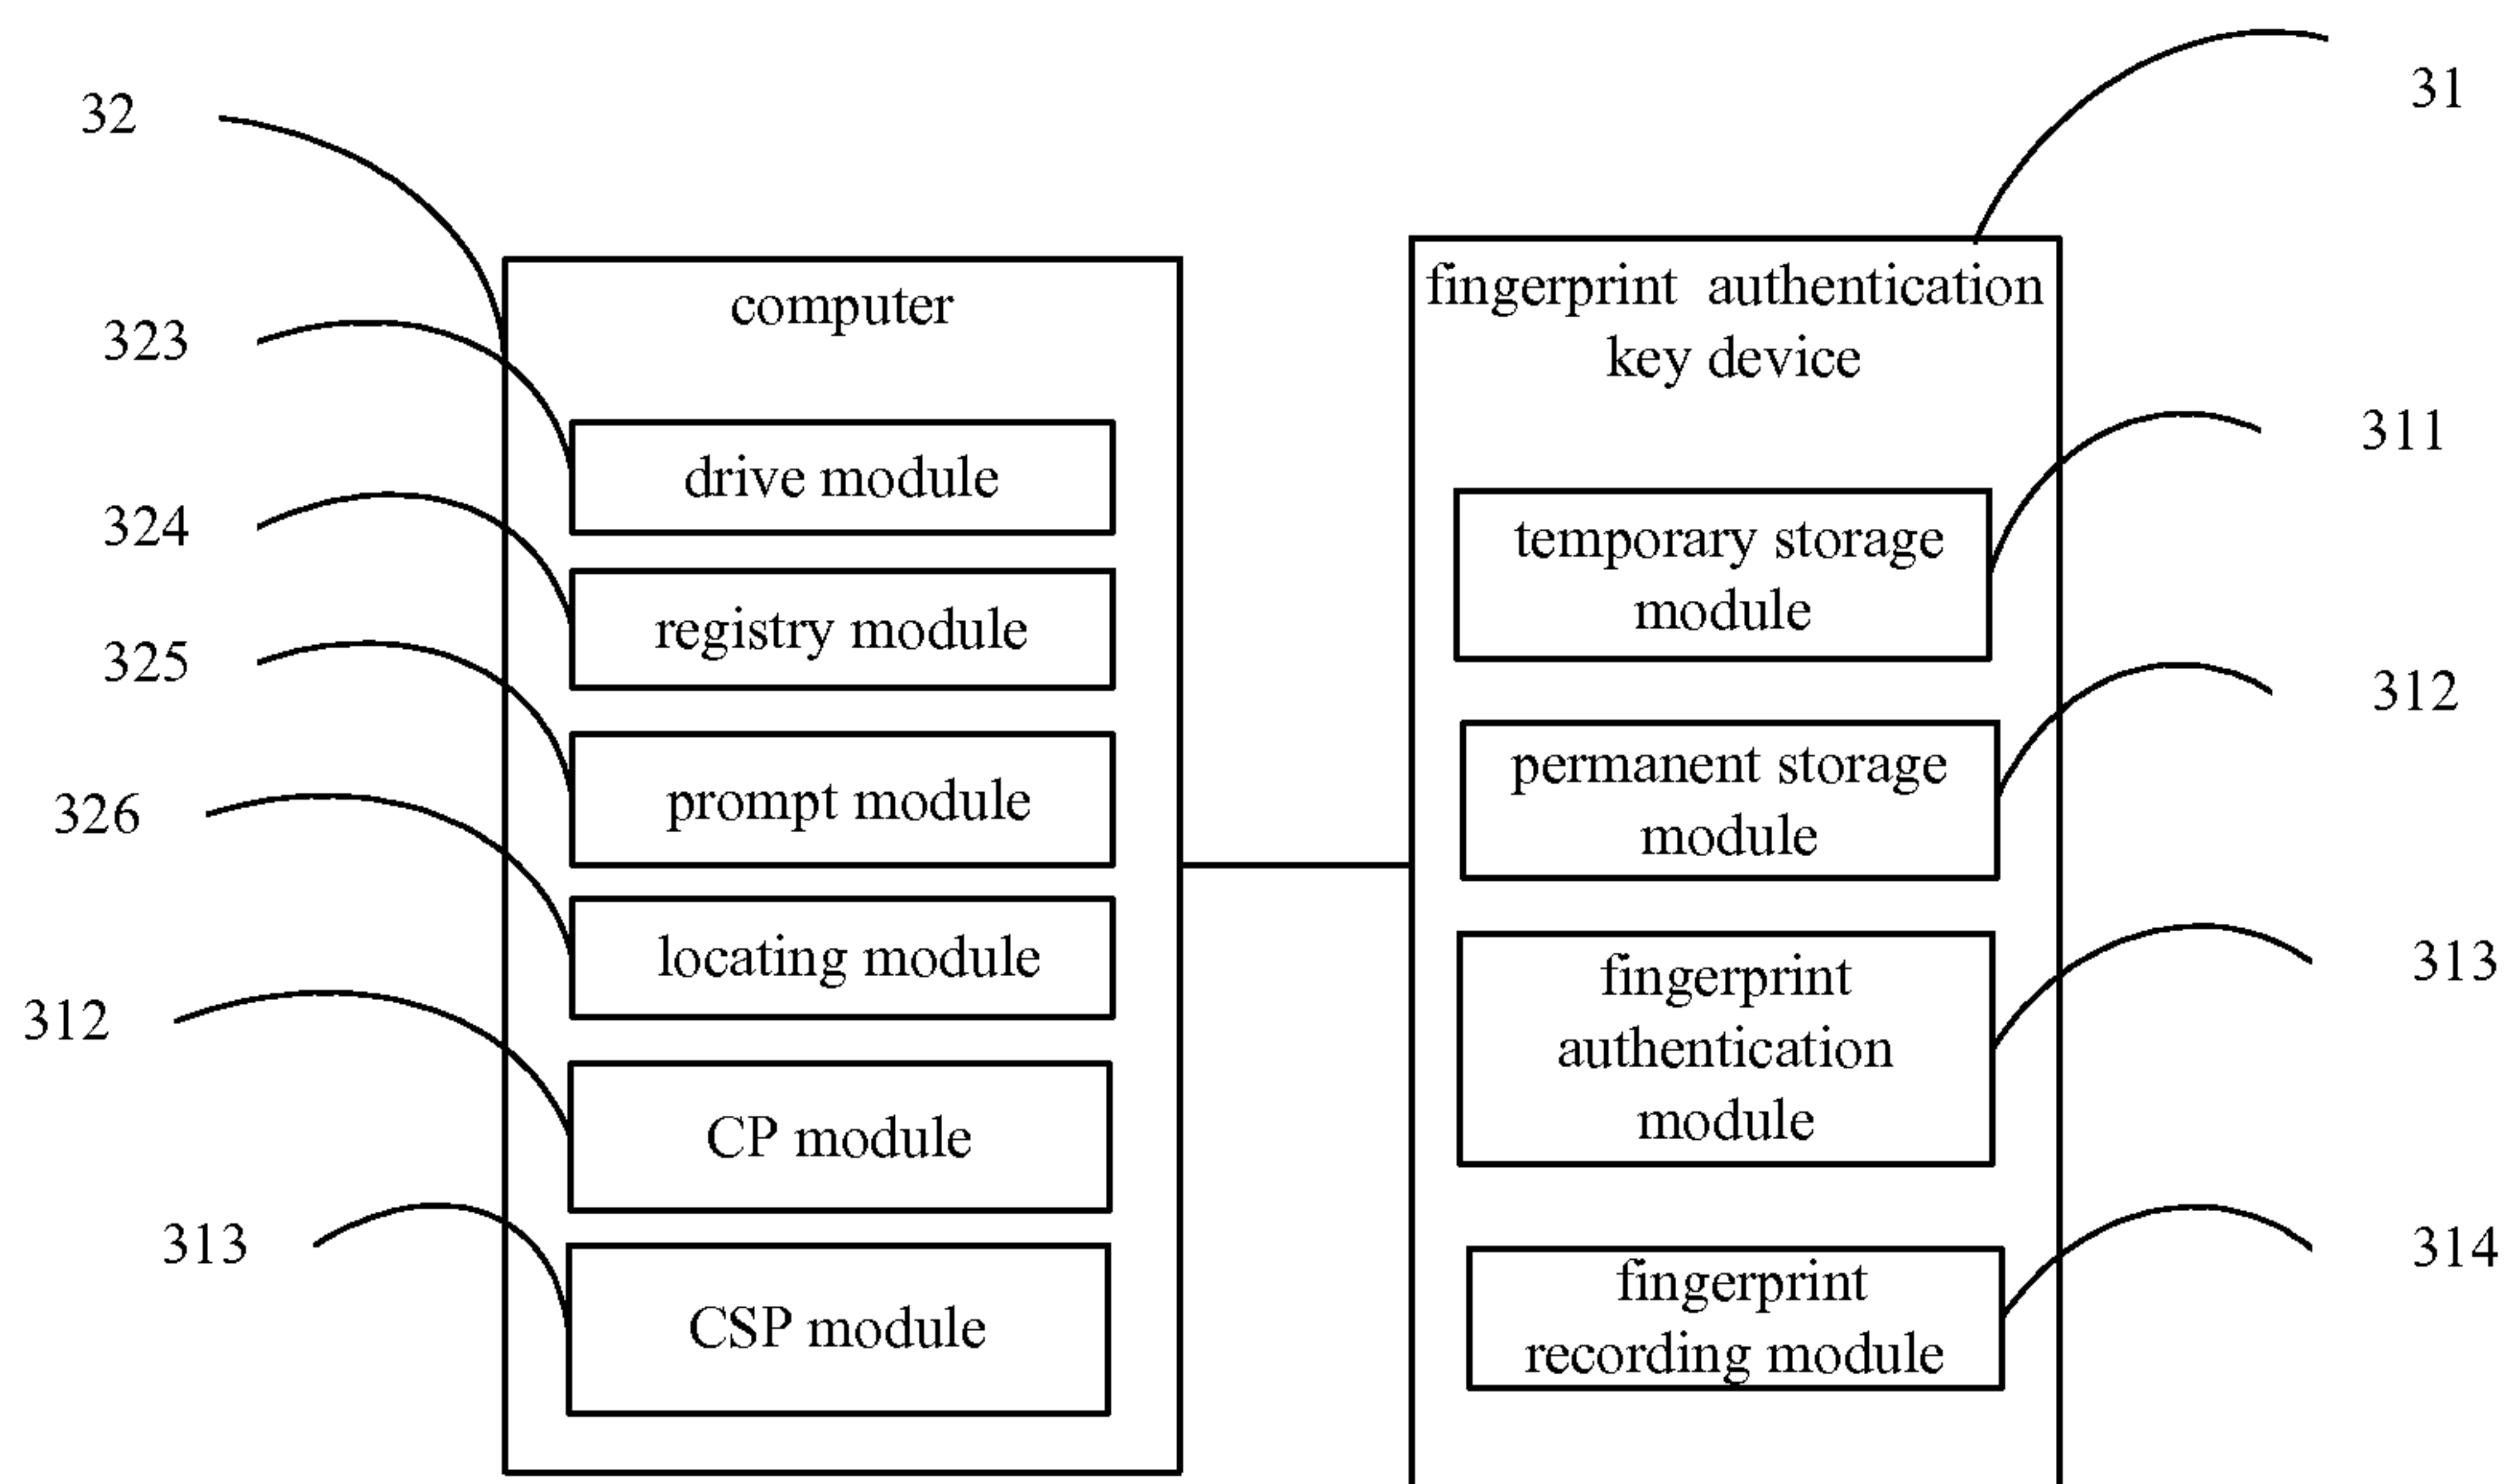 31
32
computer
fingerprint authentication
key device
323
drive module
324
registry module
325
prompt module
326
locating module
312
CP module
313
CSP module
311
temporary storage
module
312
permanent storage
module
313
fingerprint
authentication
module
314
fingerprint
recording module